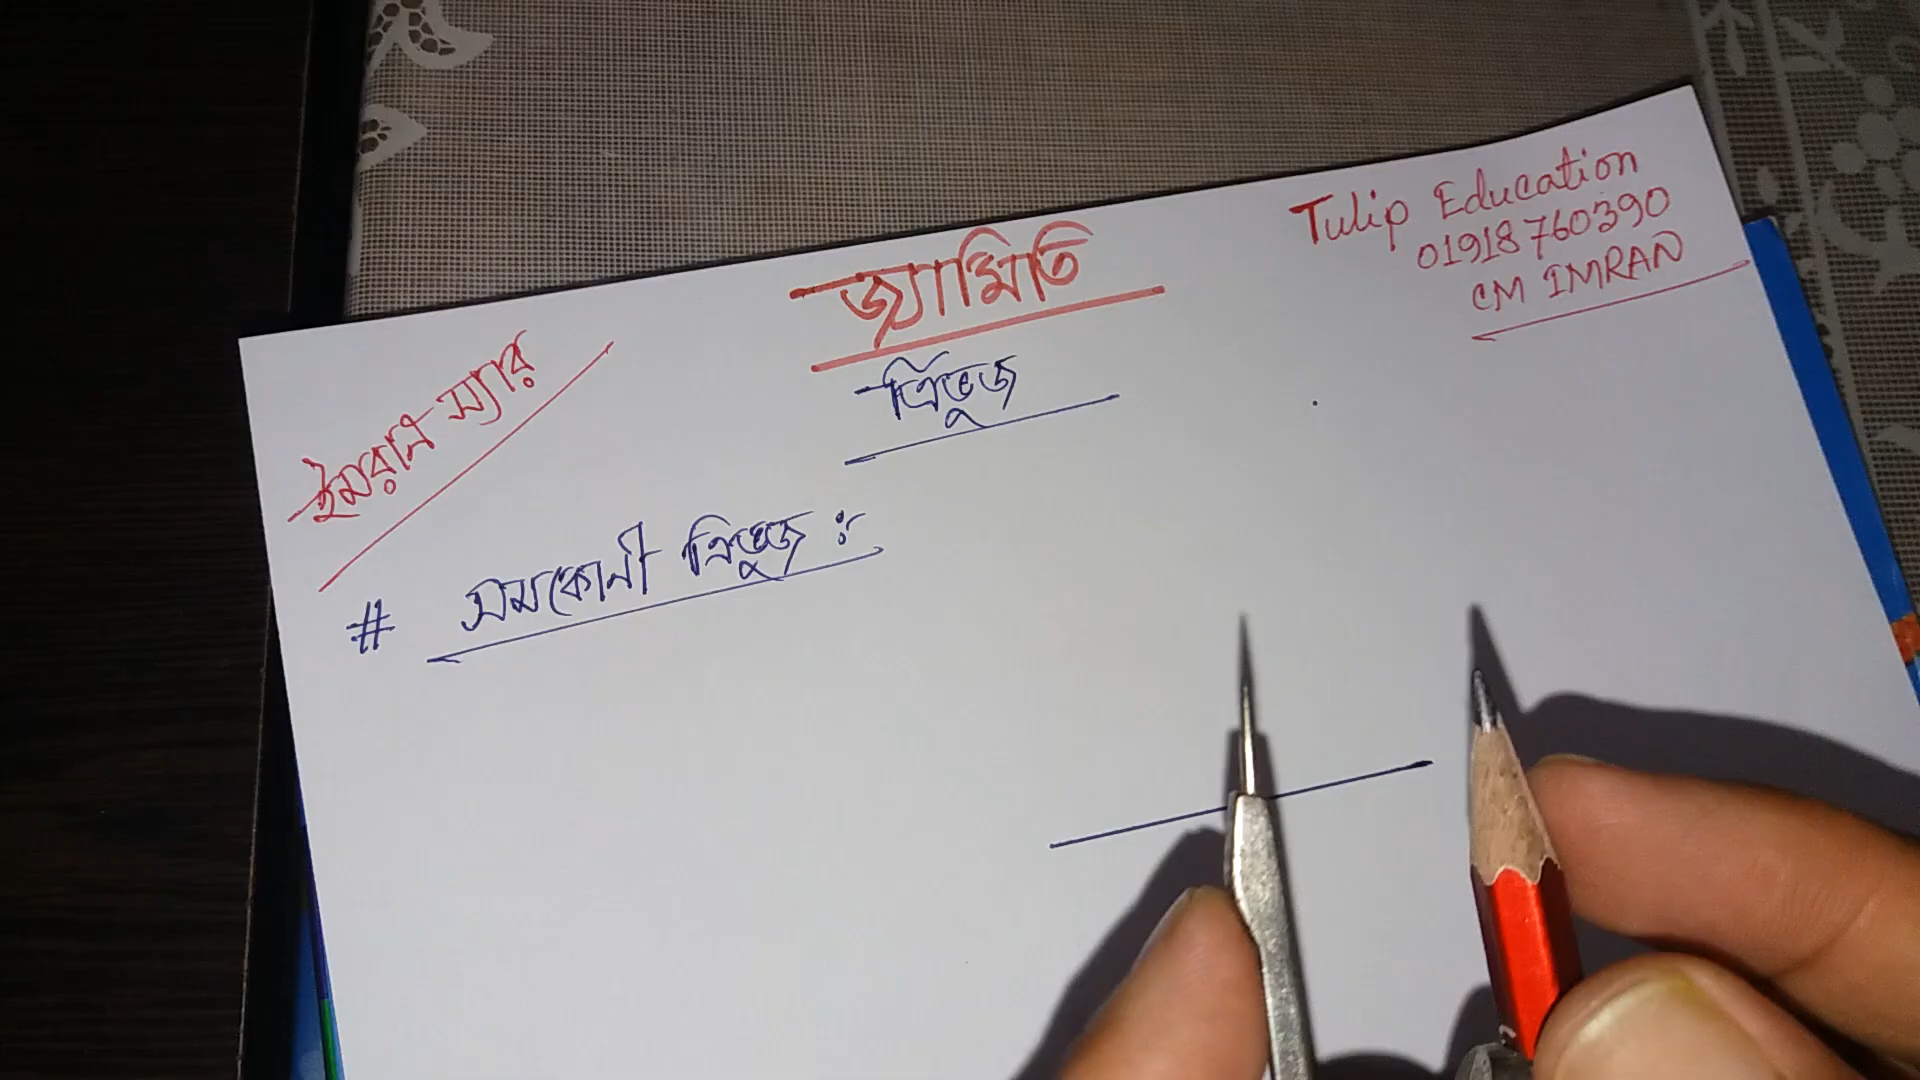 জ্যামিতি
Tulip Education
01918760390
CM IMRAN
ইমরান স্যার
ত্রিভুজ
# সমকোনী ত্রিভুজ :